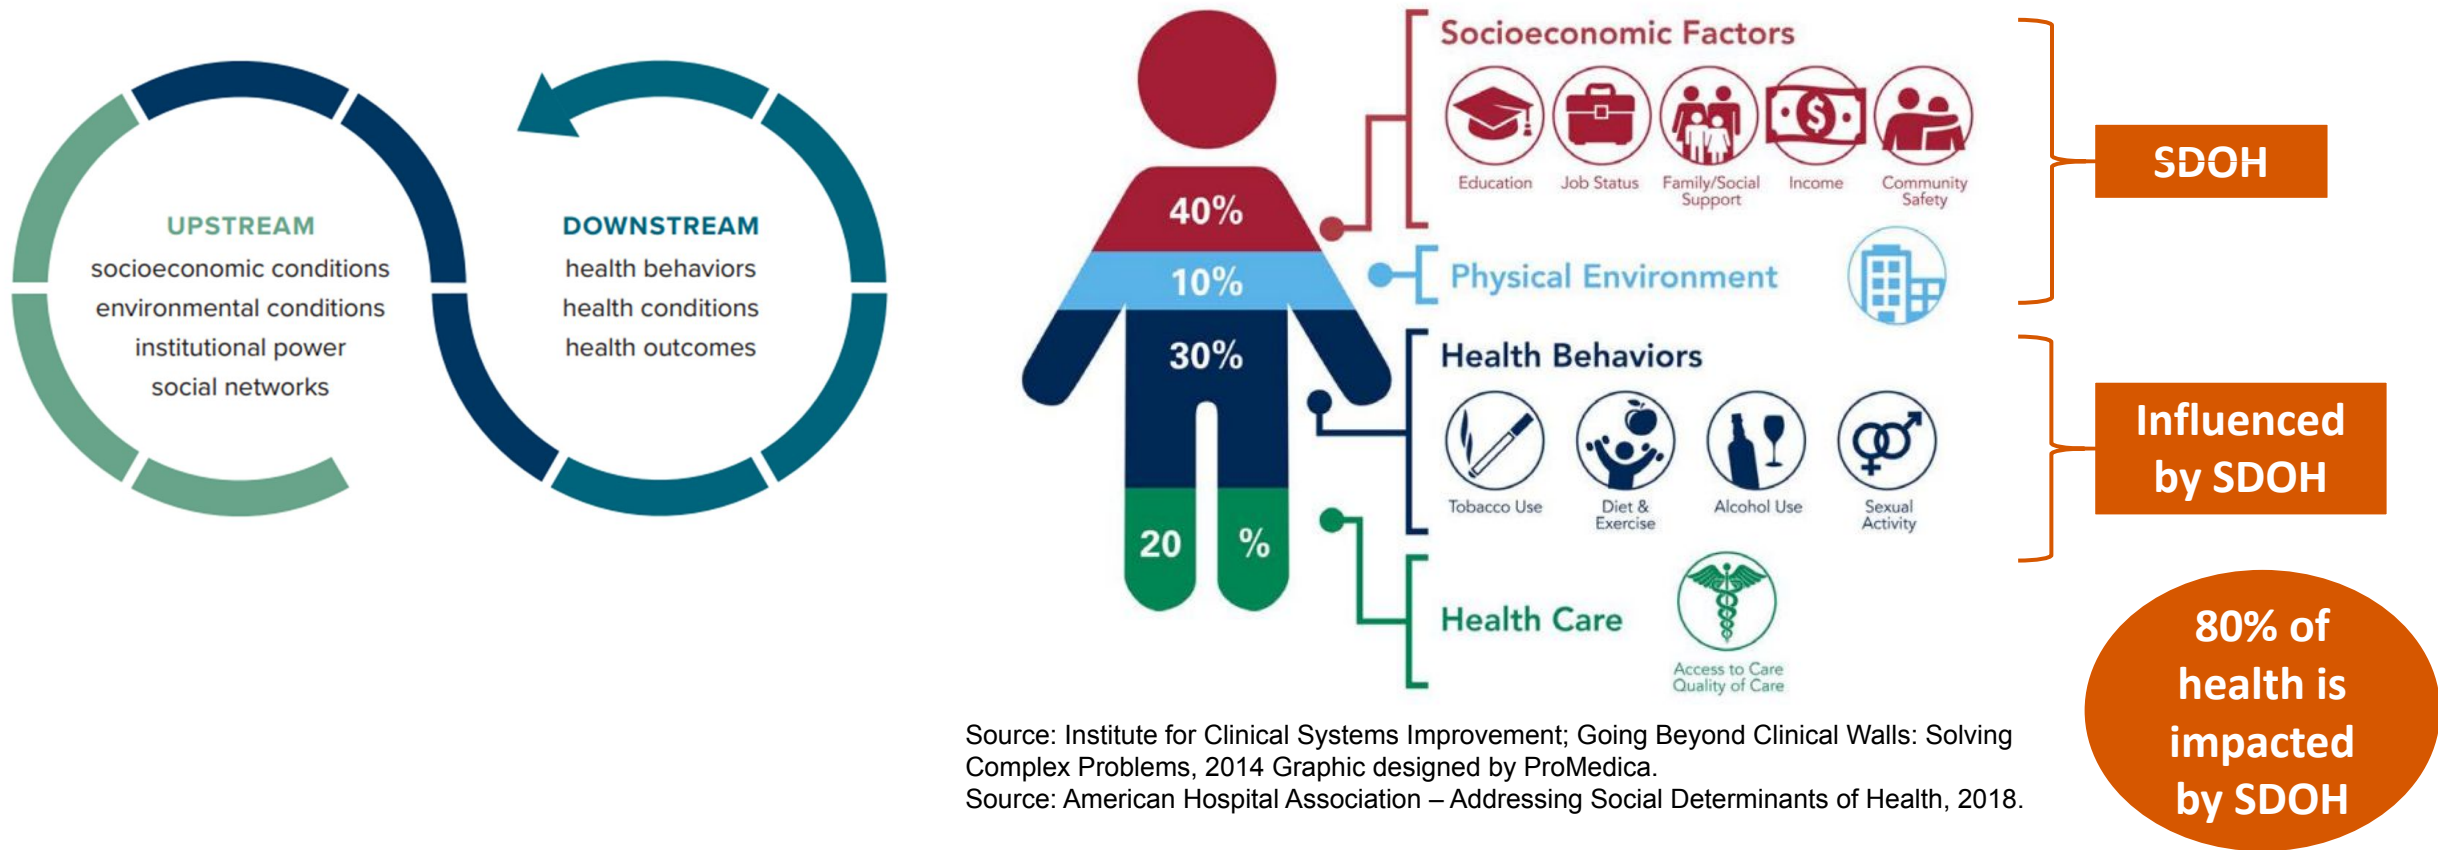 UPSTREAM
socioeconomic conditions
environmental conditions
institutional power
social networks
DOWNSTREAM
health behaviors
health conditions
health outcomes
40%
10%
30%
20 %
Socioeconomic Factors
Education
Job Status
Family/Social
Support
Income
Community
Safety
Physical Environment
Health Behaviors
Tobacco Use
Diet &
Exercise
Alcohol Use
Sexual
Activity
Health Care
Access to Care
Quality of Care
SDOH
Influenced
by SDOH
80% of
health is
impacted
by SDOH
Source: Institute for Clinical Systems Improvement; Going Beyond Clinical Walls: Solving
Complex Problems, 2014 Graphic designed by ProMedica.
Source: American Hospital Association – Addressing Social Determinants of Health, 2018.